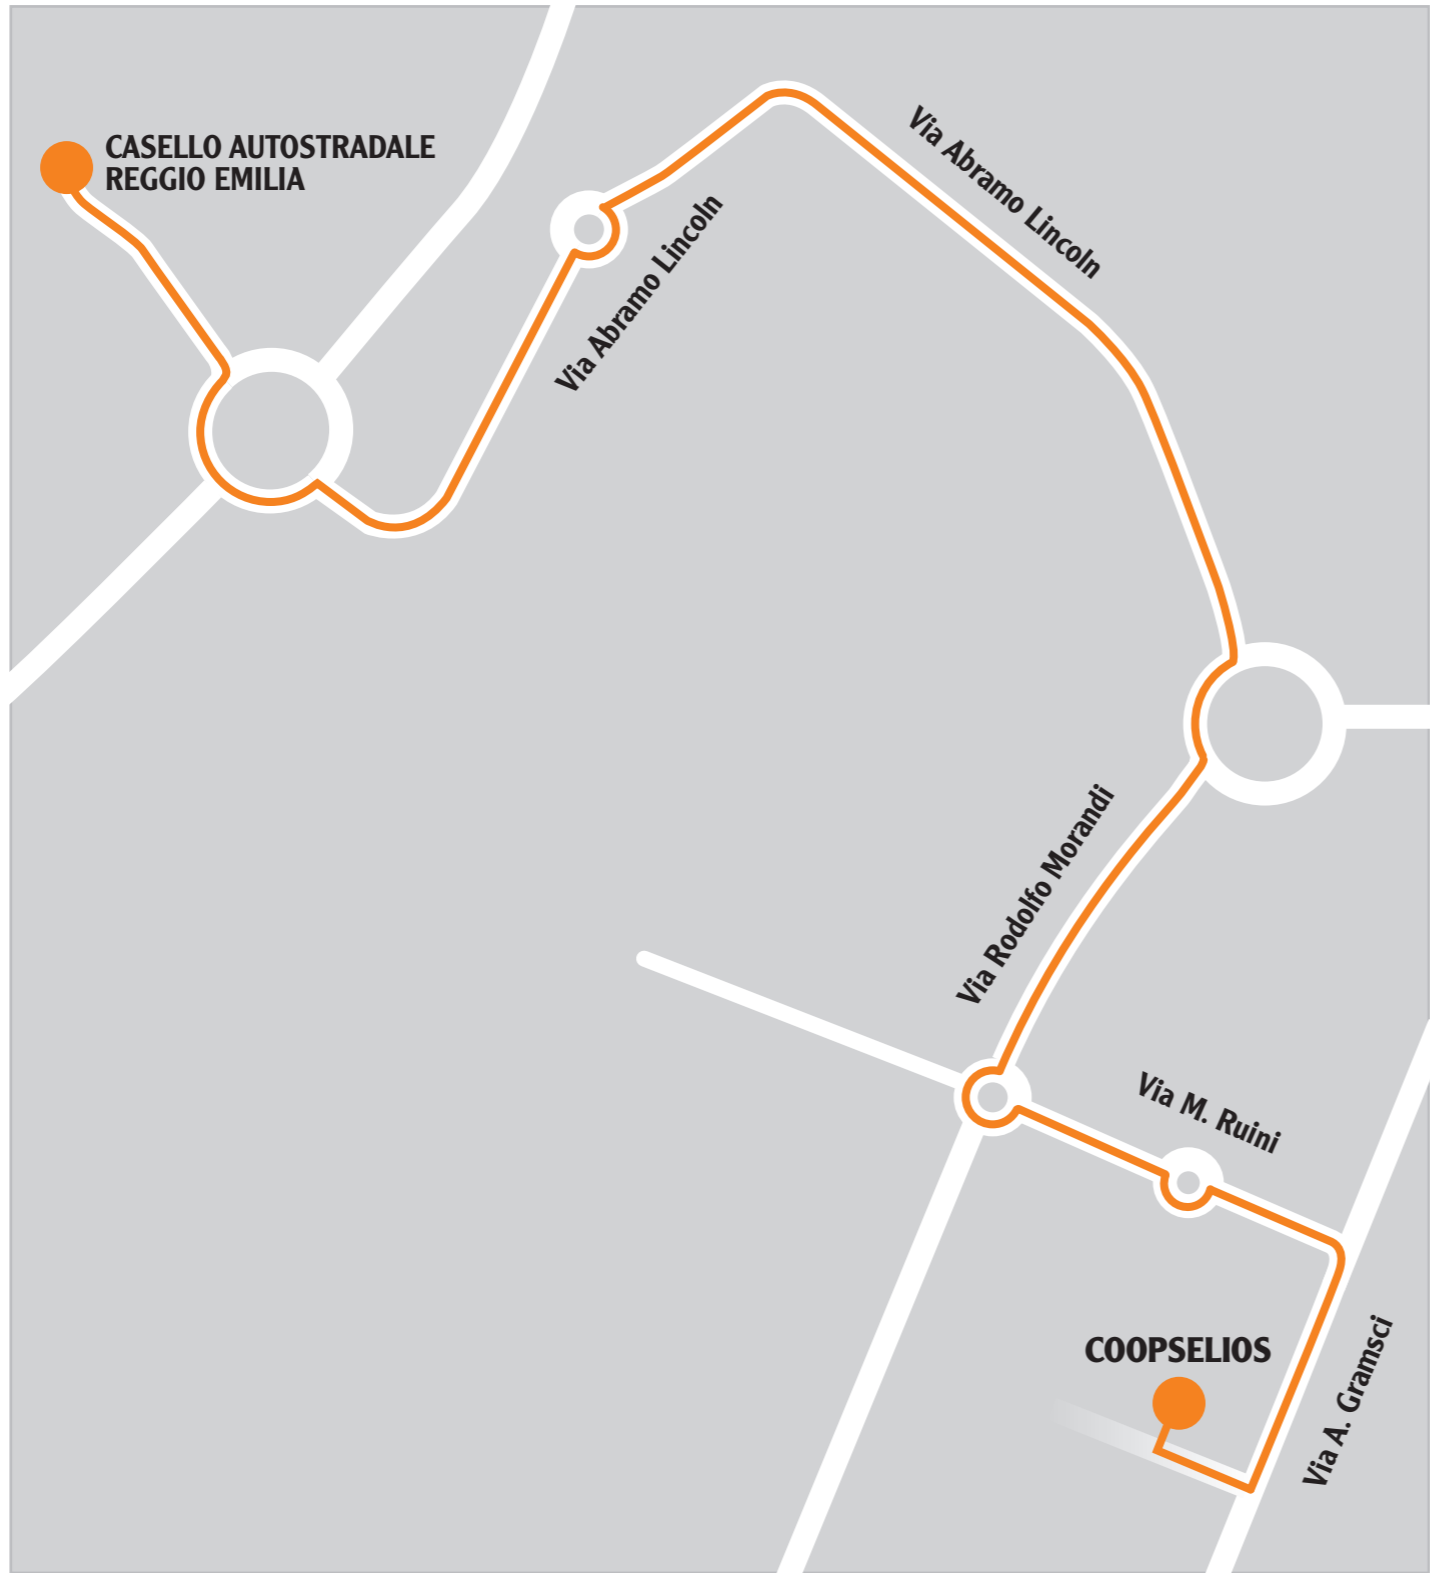 CASELLO AUTOSTRADALE
REGGIO EMILIA
Via Abramo Lincoln
Via Abramo Lincoln
Via Rodolfo Morandi
Via M. Ruini
COOPSELIOS
Via A. Gramsci